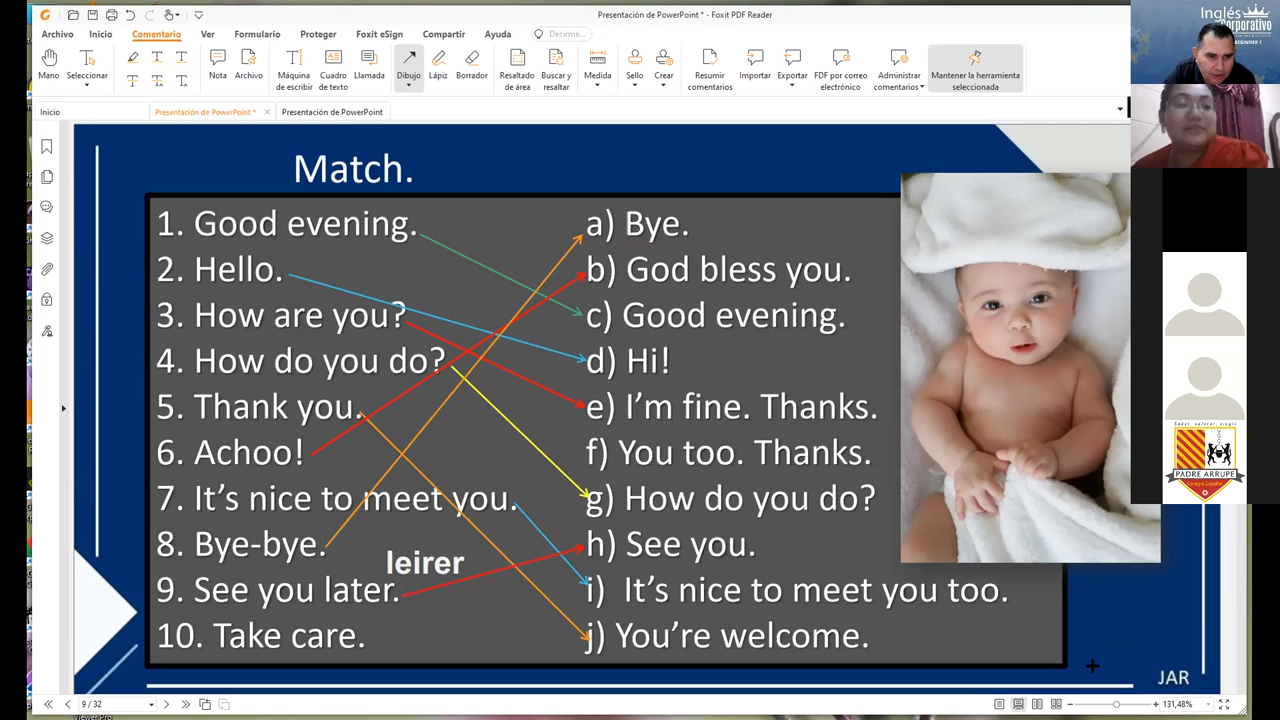 Presentación de PowerPoint * - Foxit PDF Reader
Archivo Inicio Comentario Ver Formulario Proteger Foxit eSign Compartir Ayuda Decirme...
Mano Seleccionar Nota Archivo Máquina de escribir Cuadro de texto Llamada Dibujo Lápiz Borrador Resaltado de área Buscar y resaltar Medida Sello Crear Resumir comentarios Importar Exportar PDF por correo electrónico Administrar comentarios Mantener la herramienta seleccionada
Inicio Presentación de PowerPoint * Presentación de PowerPoint
Inglés
Corporativo
BEGINNER 1
Match.
1. Good evening. a) Bye.
2. Hello. b) God bless you.
3. How are you? c) Good evening.
4. How do you do? d) Hi!
5. Thank you. e) I'm fine. Thanks.
6. Achoo! f) You too. Thanks.
7. It's nice to meet you. g) How do you do?
8. Bye-bye. h) See you.
leirer
9. See you later. i) It's nice to meet you too.
10. Take care. j) You're welcome.
JAR
PADRE ARRUPE
9 / 32
131,48%